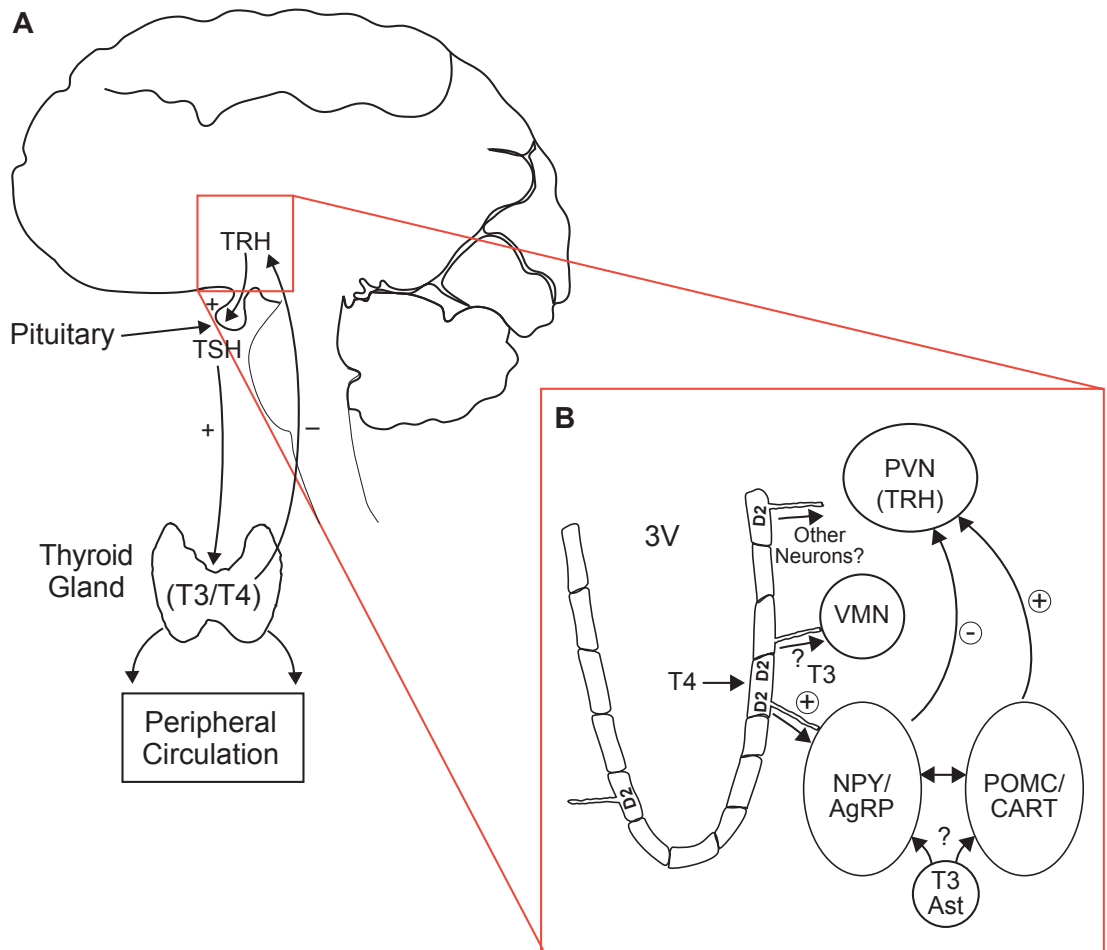 A
TRH
+
Pituitary
TSH
+
–
Thyroid
Gland
(T3/T4)
Peripheral
Circulation
B
PVN
(TRH)
D2
3V
Other
Neurons?
+
VMN
-
?
T3
T4
D2
D2
+
D2
NPY/
AgRP
POMC/
CART
?
T3
Ast